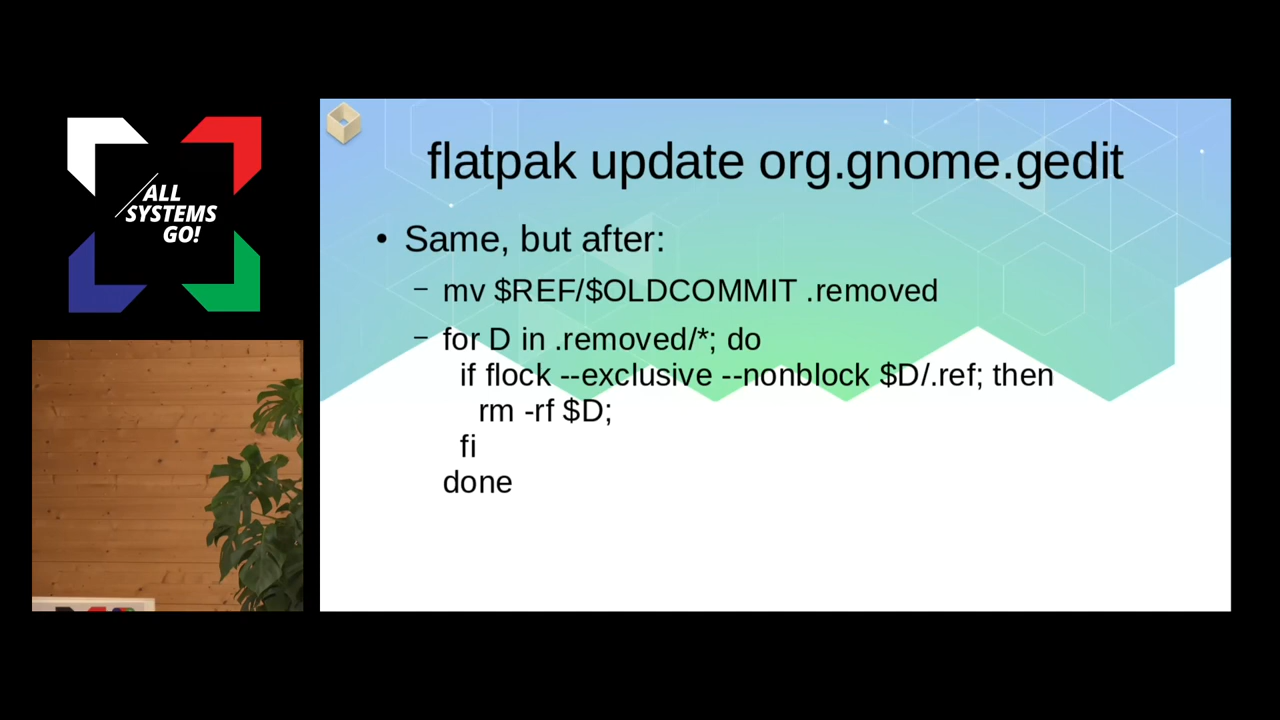 ALL
SYSTEMS
GO!
flatpak update org.gnome.gedit
• Same, but after:
– mv $REF/$OLDCOMMIT .removed
– for D in .removed/*; do
if flock --exclusive --nonblock $D/.ref; then
rm -rf $D;
fi
done